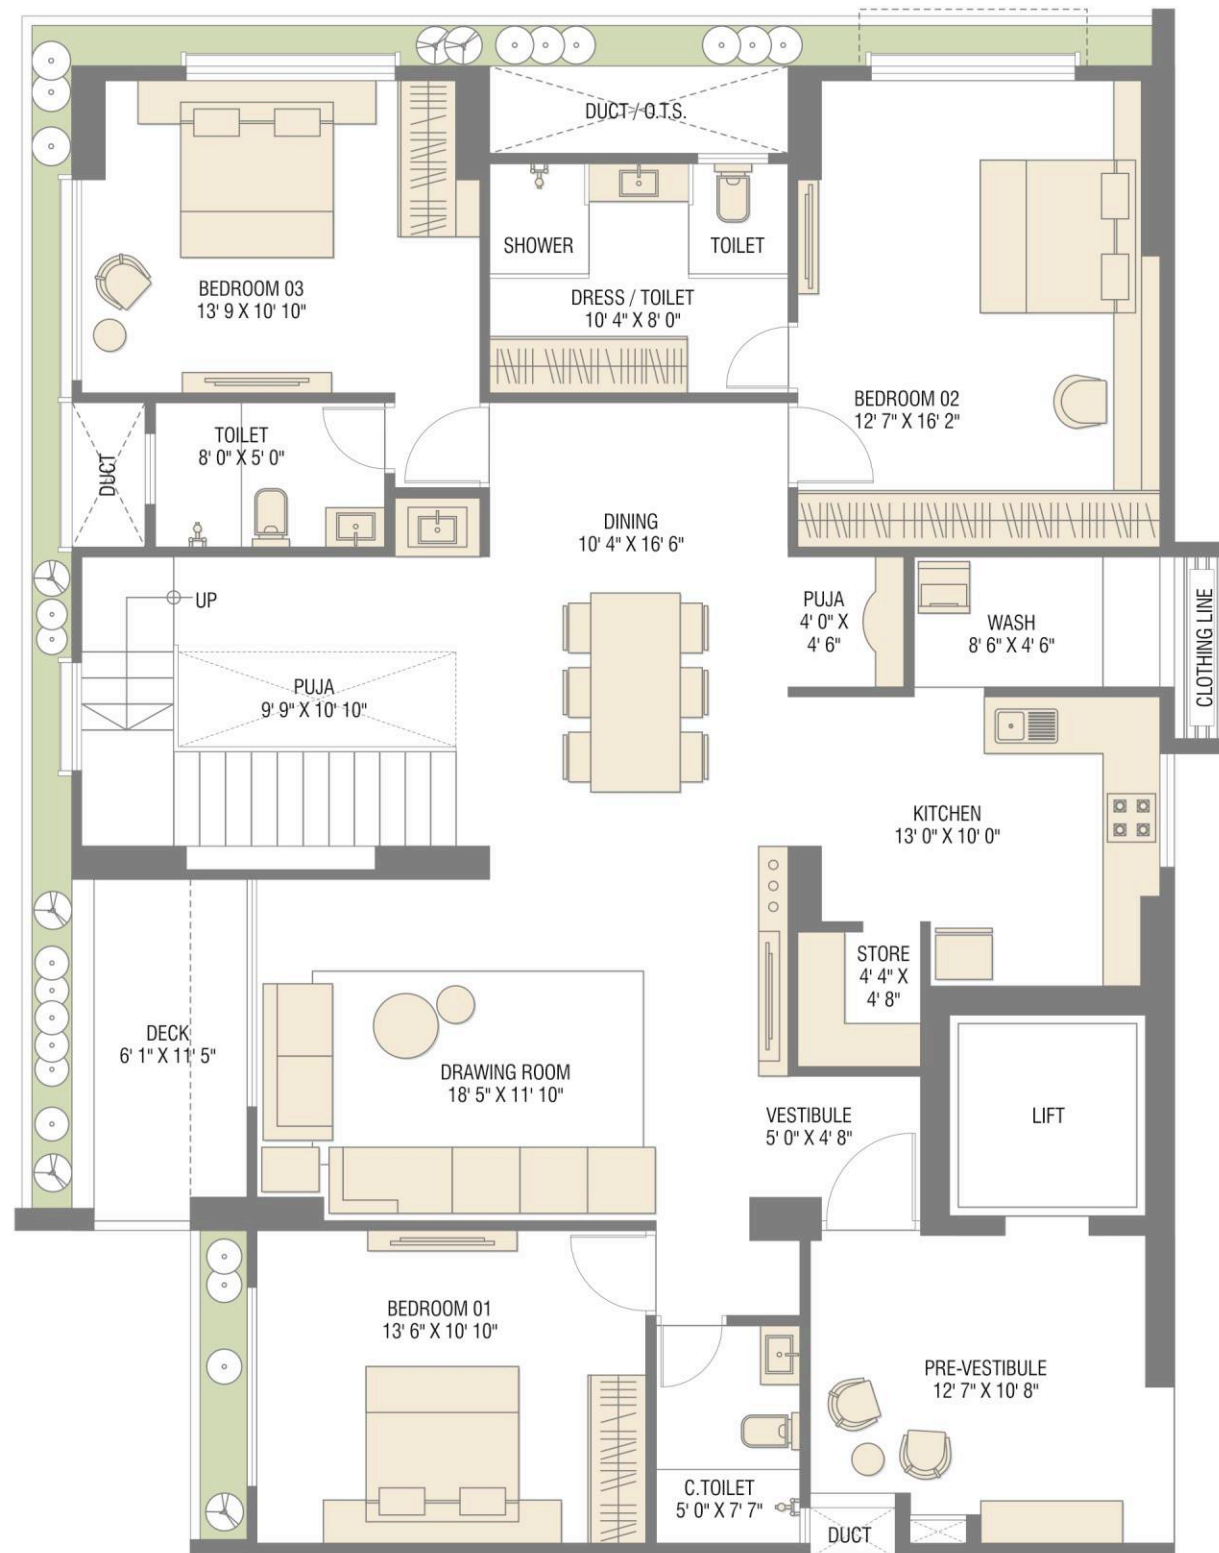 DUCT / O.T.S.
SHOWER
TOILET
BEDROOM 03
13' 9 X 10' 10"
DRESS / TOILET
10' 4" X 8' 0"
BEDROOM 02
12' 7" X 16' 2"
TOILET
8' 0" X 5' 0"
DUCT
DINING
10' 4" X 16' 6"
UP
PUJA
4' 0" X
4' 6"
WASH
8' 6" X 4' 6"
CLOTHING LINE
PUJA
9' 9" X 10' 10"
KITCHEN
13' 0" X 10' 0"
STORE
4' 4" X
4' 8"
DECK
6' 1" X 11' 5"
DRAWING ROOM
18' 5" X 11' 10"
VESTIBULE
5' 0" X 4' 8"
LIFT
BEDROOM 01
13' 6" X 10' 10"
PRE-VESTIBULE
12' 7" X 10' 8"
C.TOILET
5' 0" X 7' 7"
DUCT